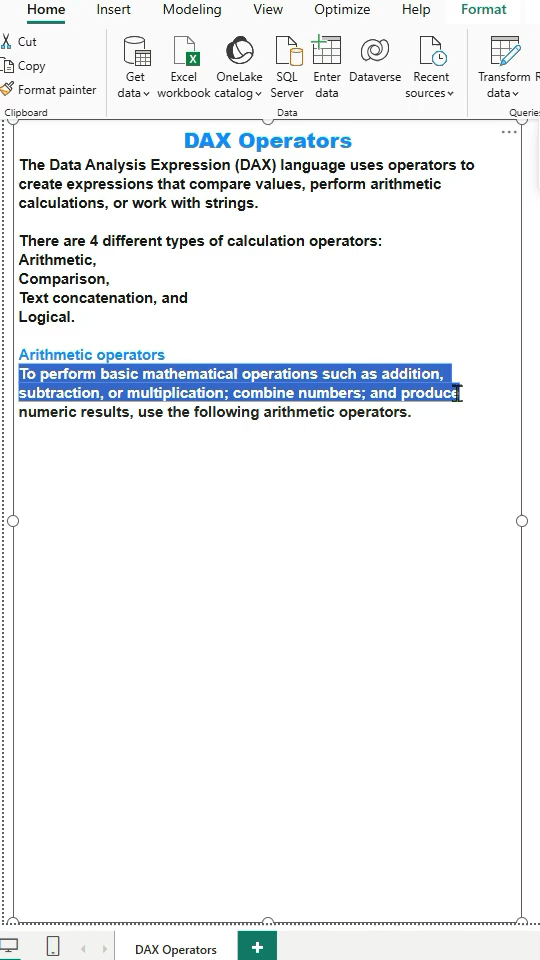 Home Insert Modeling View Optimize Help Format
Cut
Copy
Format painter
Clipboard
Get data
Excel workbook
OneLake catalog
SQL Server
Enter data
Dataverse
Recent sources
Data
Transform data
Queries
DAX Operators
The Data Analysis Expression (DAX) language uses operators to
create expressions that compare values, perform arithmetic
calculations, or work with strings.
There are 4 different types of calculation operators:
Arithmetic,
Comparison,
Text concatenation, and
Logical.
Arithmetic operators
To perform basic mathematical operations such as addition,
subtraction, or multiplication; combine numbers; and produce
numeric results, use the following arithmetic operators.
DAX Operators